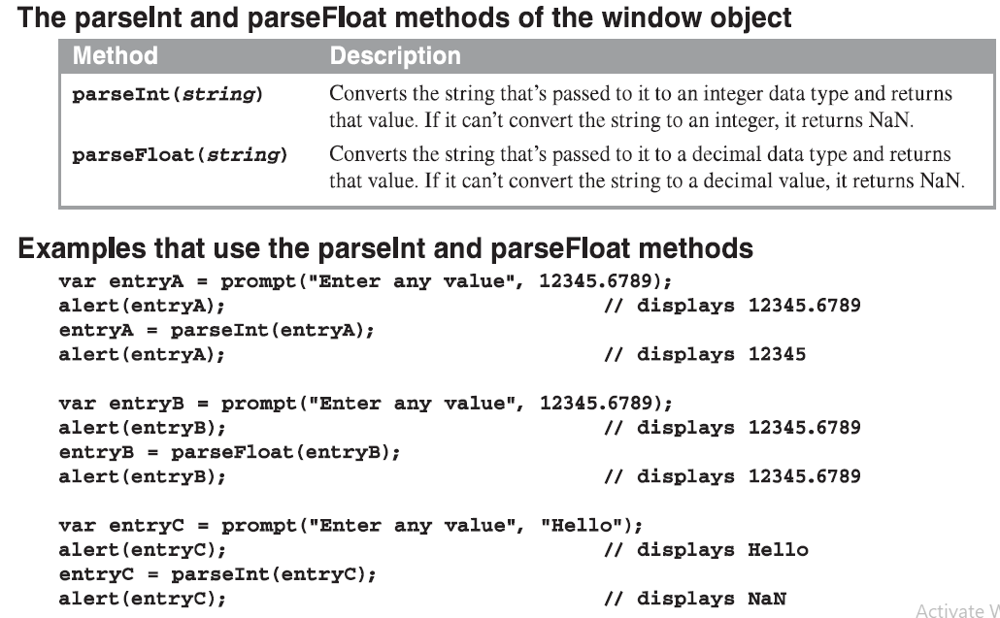 The parseInt and parseFloat methods of the window object
Method Description
parseInt(string) Converts the string that's passed to it to an integer data type and returns
that value. If it can't convert the string to an integer, it returns NaN.
parseFloat(string) Converts the string that's passed to it to a decimal data type and returns
that value. If it can't convert the string to a decimal value, it returns NaN.
Examples that use the parseInt and parseFloat methods
var entryA = prompt("Enter any value", 12345.6789);
alert(entryA); // displays 12345.6789
entryA = parseInt(entryA);
alert(entryA); // displays 12345
var entryB = prompt("Enter any value", 12345.6789);
alert(entryB); // displays 12345.6789
entryB = parseFloat(entryB);
alert(entryB); // displays 12345.6789
var entryC = prompt("Enter any value", "Hello");
alert(entryC); // displays Hello
entryC = parseInt(entryC);
alert(entryC); // displays NaN
Activate W